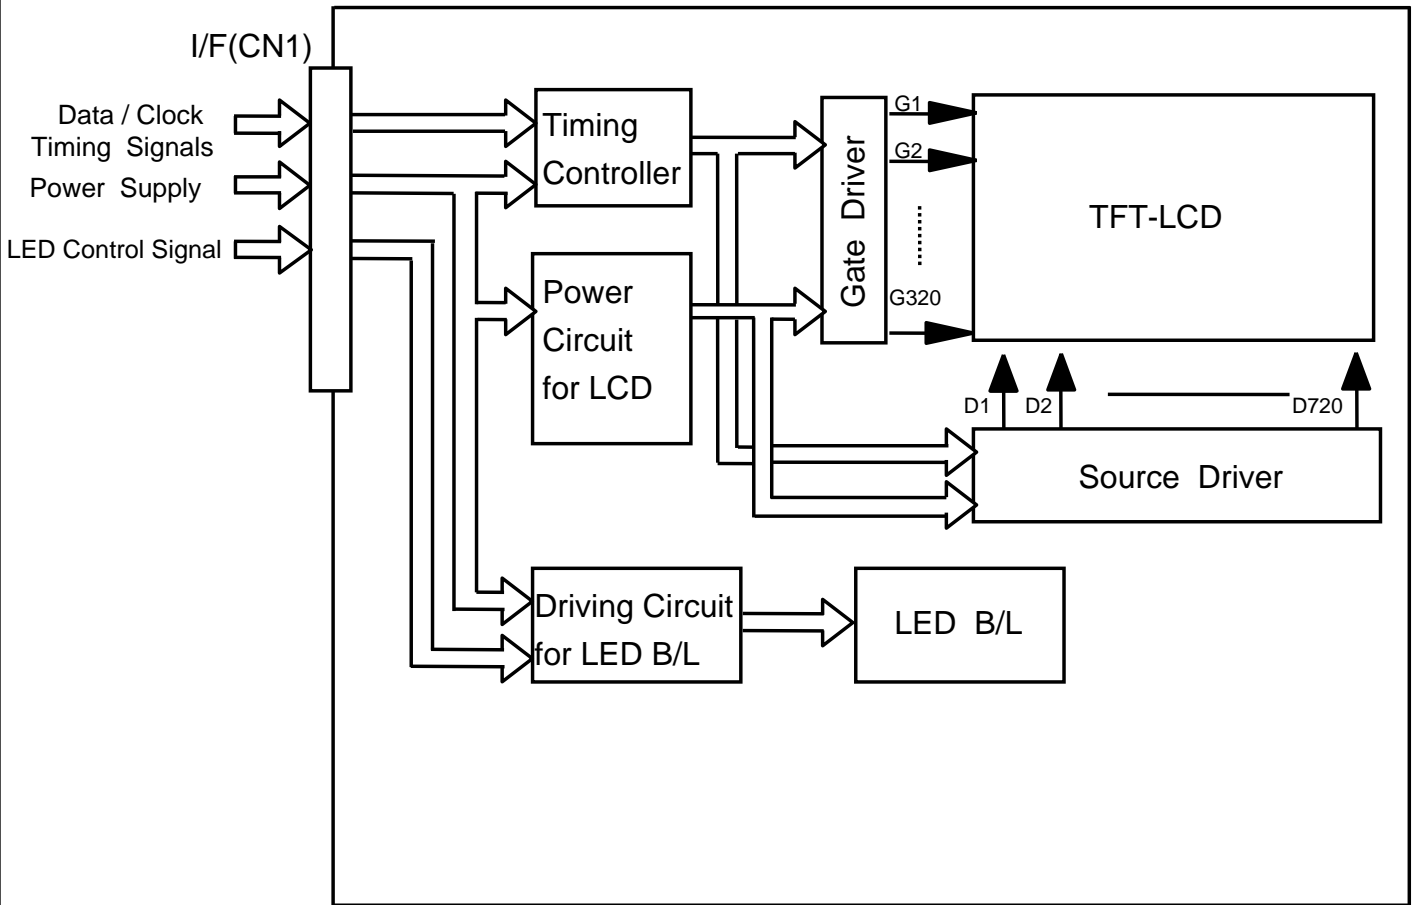 I/F(CN1)
Data / Clock
Timing Signals
Power Supply
LED Control Signal
Timing
Controller
Power
Circuit
for LCD
Gate Driver
G1
G2
G320
TFT-LCD
D1
D2
D720
Source Driver
Driving Circuit
for LED B/L
LED B/L